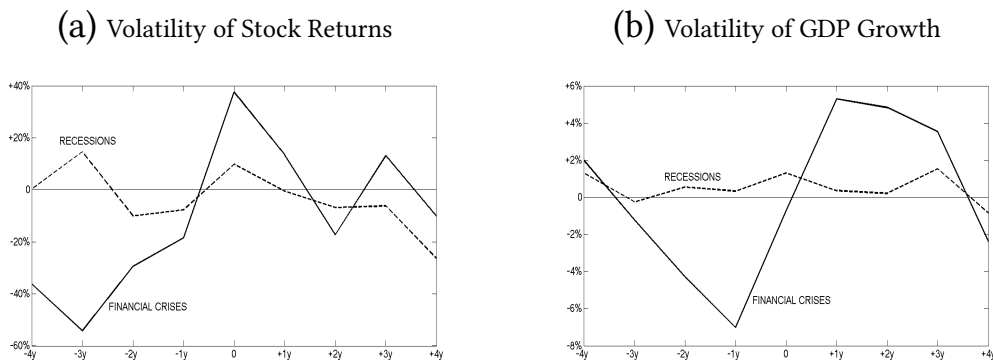 (a) Volatility of Stock Returns
+40%
+20%
0
-20%
-40%
-60%
RECESSIONS
FINANCIAL CRISES
-4y -3y -2y -1y 0 +1y +2y +3y +4y
(b) Volatility of GDP Growth
+6%
+4%
+2%
0
-2%
-4%
-6%
-8%
RECESSIONS
FINANCIAL CRISES
-4y -3y -2y -1y 0 +1y +2y +3y +4y